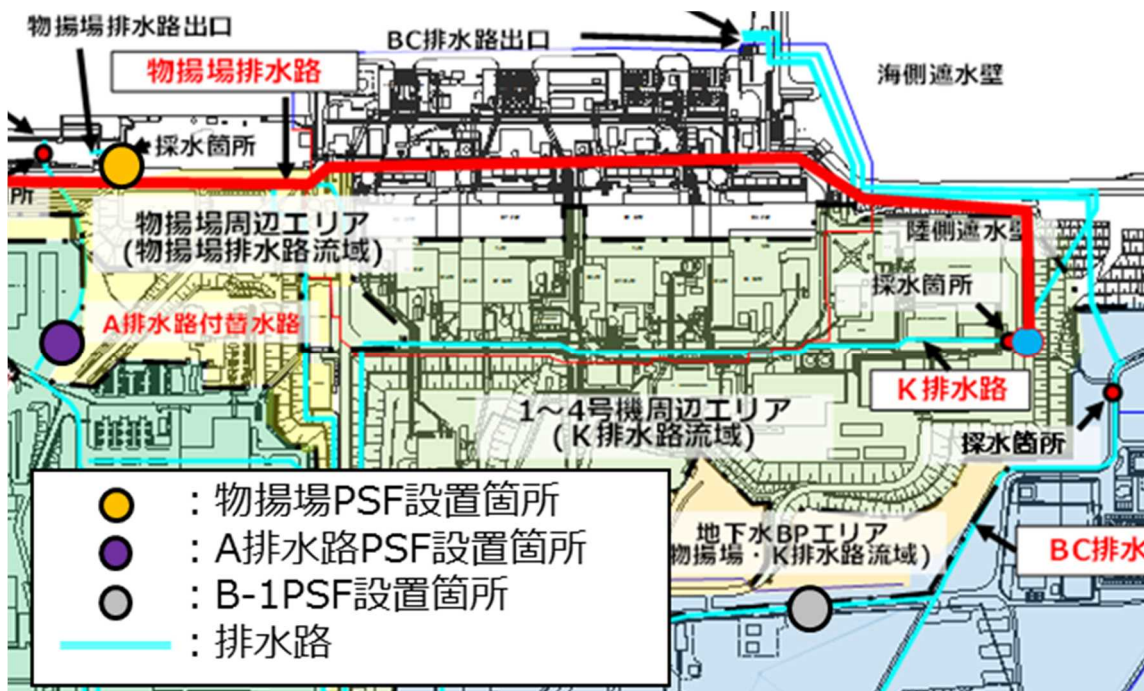 物揚場排水路出口
BC排水路出口
物揚場排水路
海側遮水壁
採水箇所
所
物揚場周辺エリア
(物揚場排水路流域)
陸側遮水壁
採水箇所
A排水路付替水路
K排水路
1～4号機周辺エリア
(K排水路流域)
採水箇所
地下水BPエリア
物揚場・K排水路流域)
BC排水
：物揚場PSF設置箇所
：A排水路PSF設置箇所
：B-1PSF設置箇所
：排水路